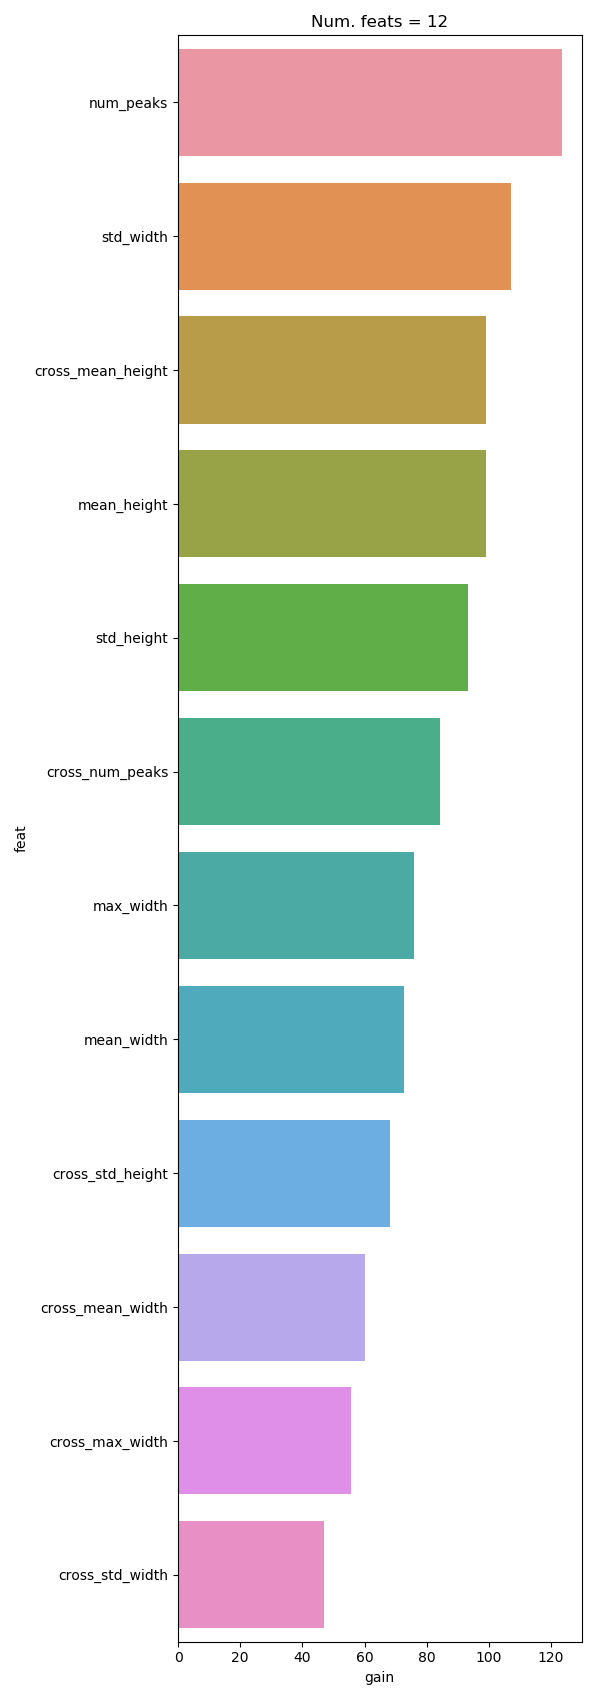 Num. feats = 12
num_peaks
std_width
cross_mean_height
mean_height
std_height
cross_num_peaks
feat
max_width
mean_width
cross_std_height
cross_mean_width
cross_max_width
cross_std_width
0 20 40 60 80 100 120
gain